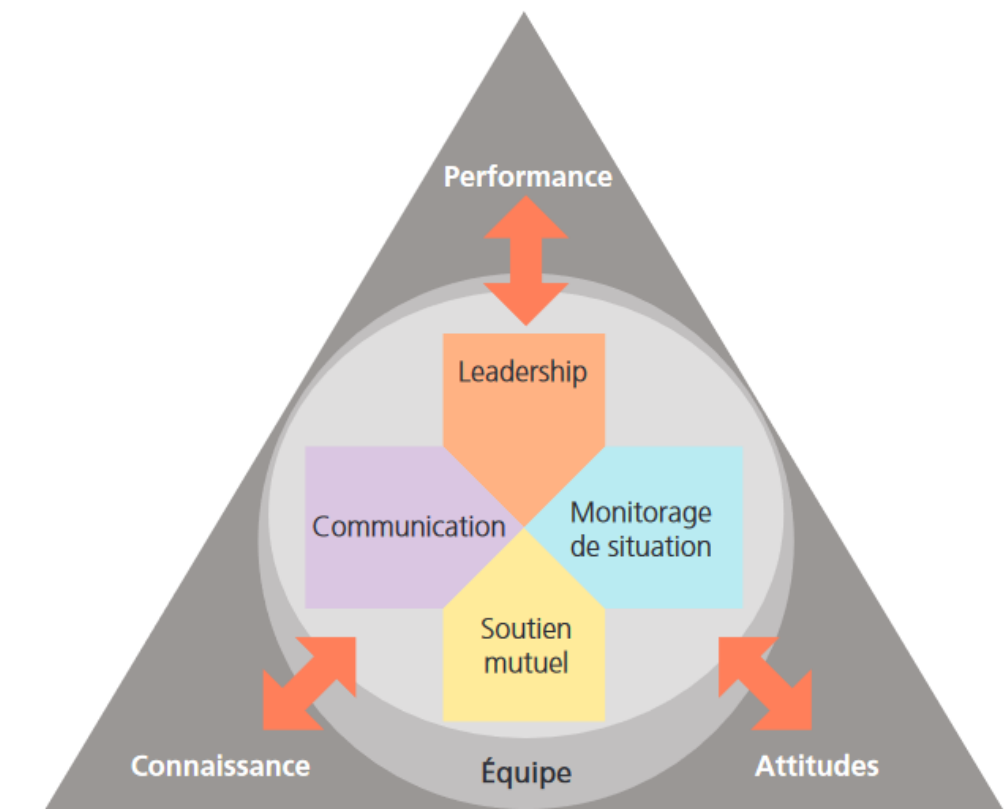 Performance
Leadership
Communication
Monitorage
de situation
Soutien
mutuel
Connaissance
Équipe
Attitudes